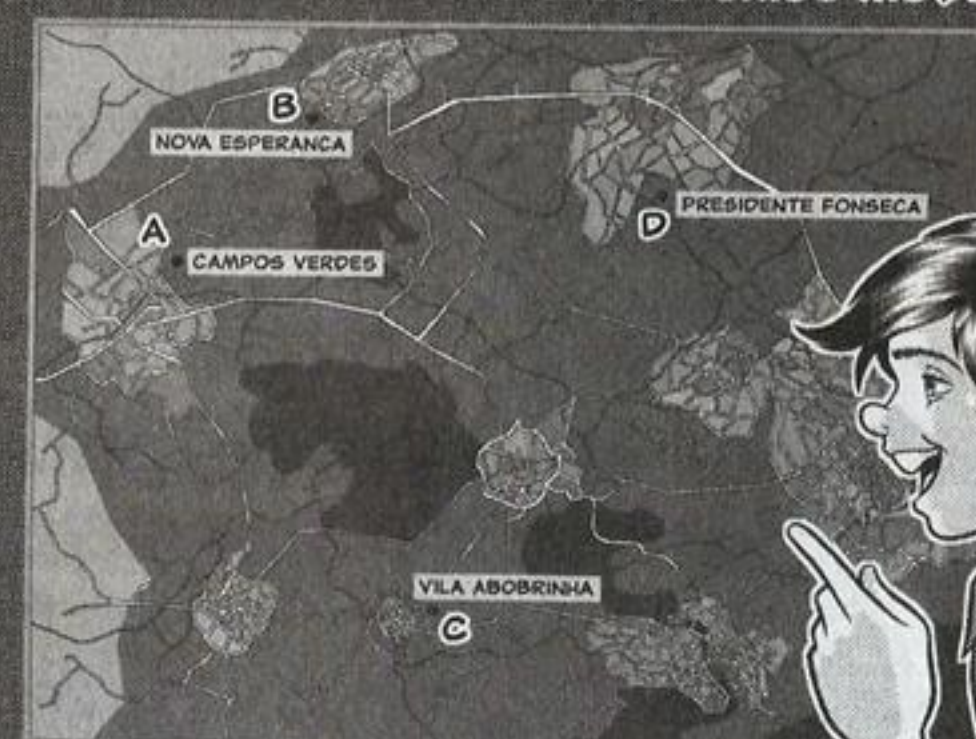 B
NOVA ESPERANCA
A
CAMPOS VERDES
D
PRESIDENTE FONSECA
VILA ABOBRINHA
C